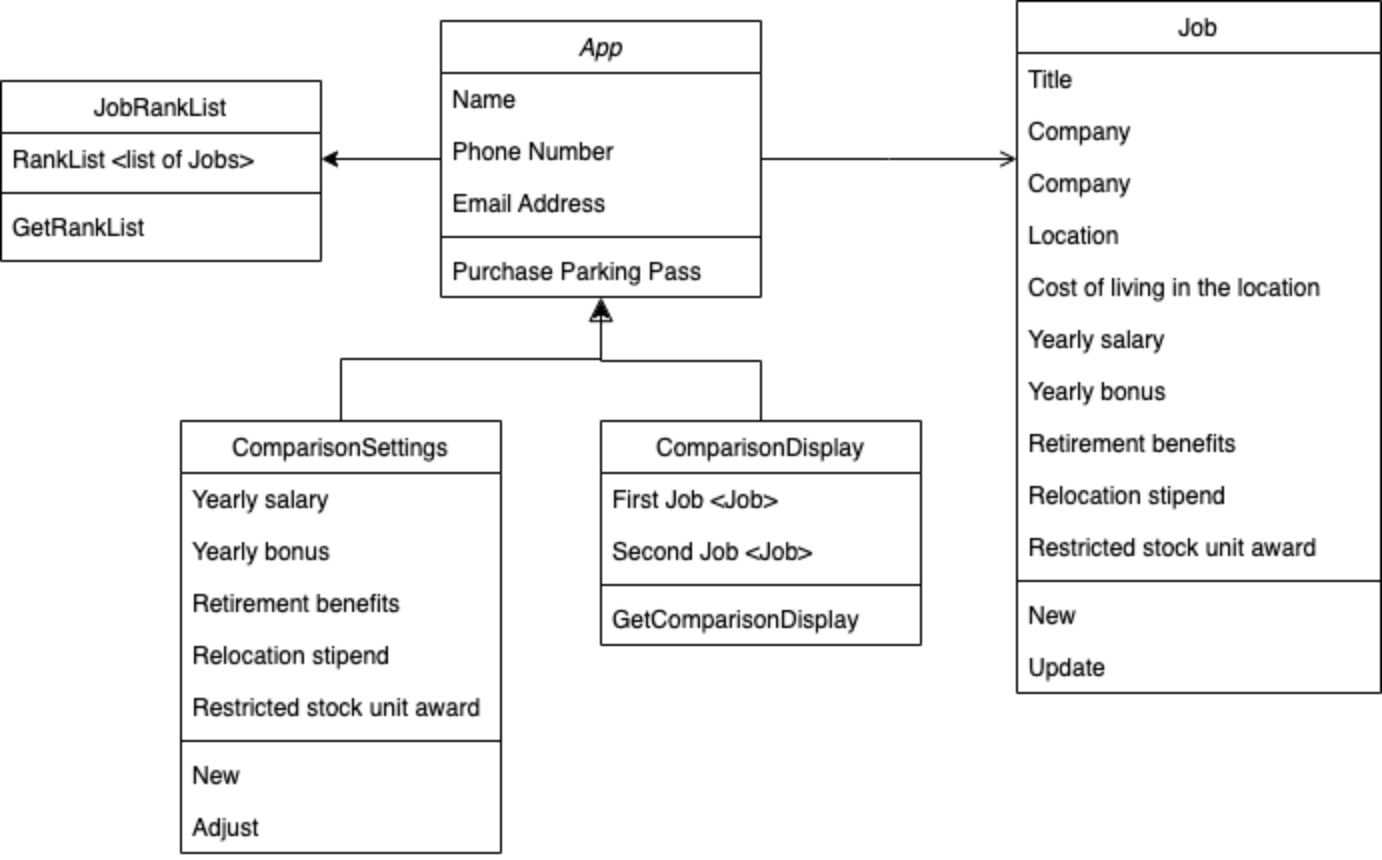 App
Name
Phone Number
Email Address
Purchase Parking Pass
JobRankList
RankList <list of Jobs>
GetRankList
Job
Title
Company
Company
Location
Cost of living in the location
Yearly salary
Yearly bonus
Retirement benefits
Relocation stipend
Restricted stock unit award
New
Update
ComparisonSettings
Yearly salary
Yearly bonus
Retirement benefits
Relocation stipend
Restricted stock unit award
New
Adjust
ComparisonDisplay
First Job <Job>
Second Job <Job>
GetComparisonDisplay